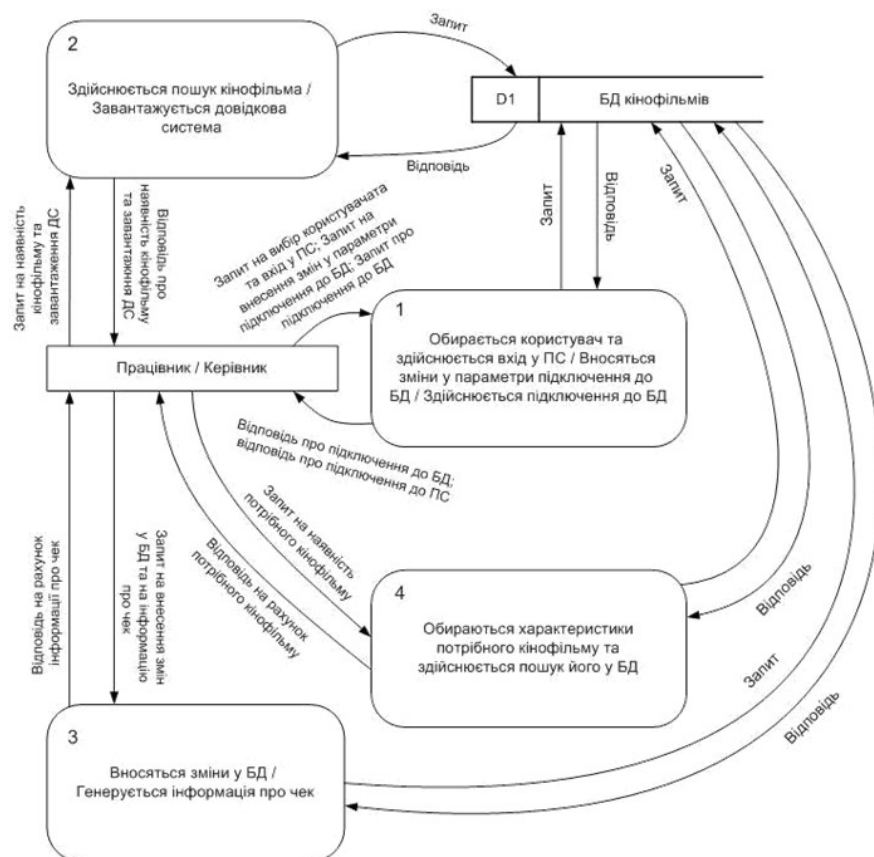 2
Здійснюється пошук кінофільма /
Завантажується довідкова
система
Запит
D1
БД кінофільмів
Відповідь
Запит
Відповідь
Запит
Запит на наявність
кінофільму та
завантаження ДС
Відповідь про
наявність кінофільму
та завантаження ДС
Запит на вибір користувачата
та вхід у ПС; Запит на
внесення змін у параметри
підключення до БД; Запит про
підключення до БД
1
Обирається користувач та
здійснюється вхід у ПС / Вносяться
зміни у параметри підключення до
БД / Здійснюється підключення до БД
Працівник / Керівник
Відповідь про підключення до БД;
відповідь про підключення до ПС
Запит на наявність
потрібного кінофільму
Відповідь на рахунок
потрібного кінофільму
Відповідь на рахунок
інформації про чек
Запит на внесення змін
у БД та на інформацію
про чек
4
Обираються характеристики
потрібного кінофільму та
здійснюється пошук його у БД
Відповідь
Запит
Відповідь
3
Вносяться зміни у БД /
Генерується інформація про чек